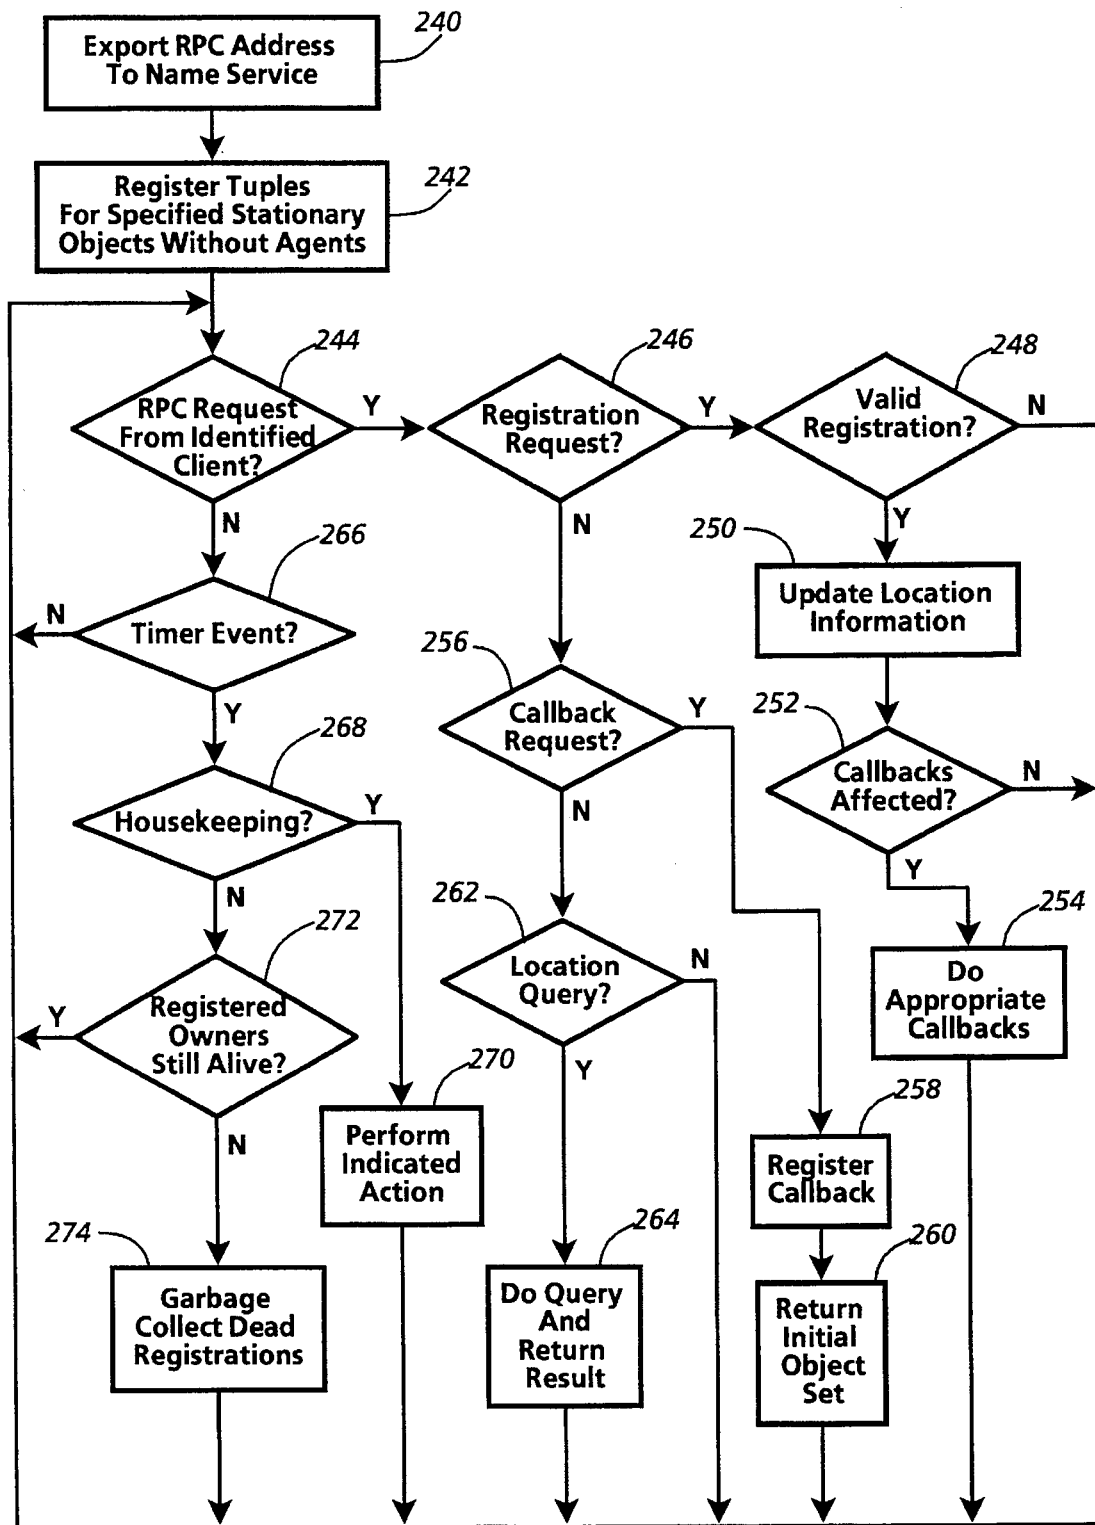 240
Export RPC Address
To Name Service
242
Register Tuples
For Specified Stationary
Objects Without Agents
244
RPC Request
From Identified
Client?
Y
N
246
Registration
Request?
Y
N
248
Valid
Registration?
N
Y
250
Update Location
Information
252
Callbacks
Affected?
N
Y
254
Do
Appropriate
Callbacks
256
Callback
Request?
Y
N
258
Register
Callback
260
Return
Initial
Object
Set
262
Location
Query?
N
Y
264
Do Query
And
Return
Result
266
Timer Event?
N
Y
268
Housekeeping?
Y
N
270
Perform
Indicated
Action
272
Registered
Owners
Still Alive?
Y
N
274
Garbage
Collect Dead
Registrations